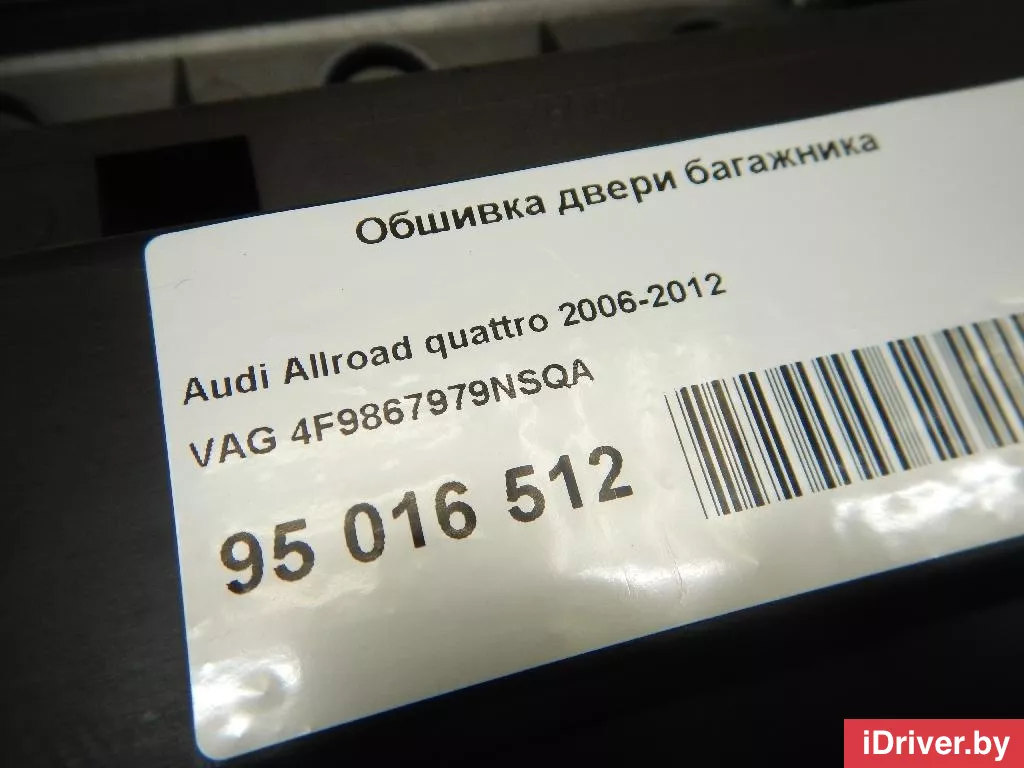 Обшивка двери багажника
Audi Allroad quattro 2006-2012
VAG 4F9867979NSQA
95 016 512
iDriver.by